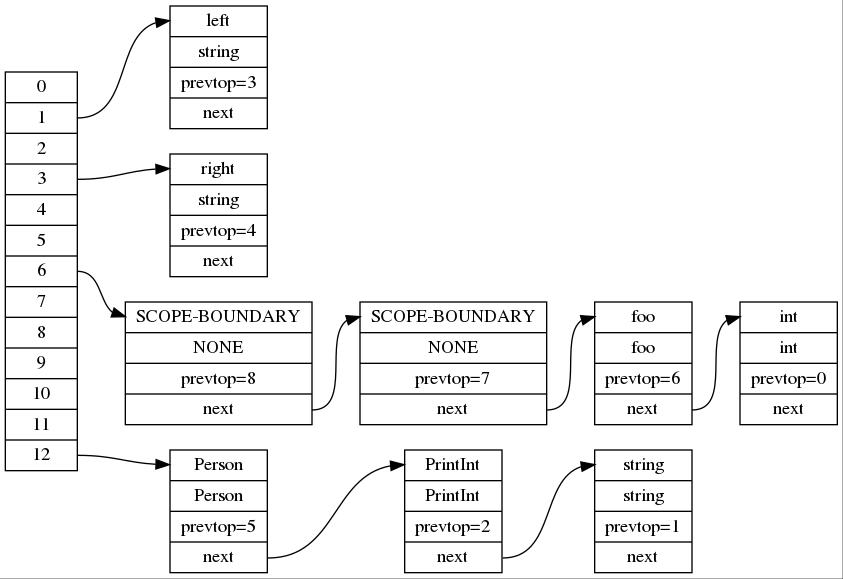 0
1
2
3
4
5
6
7
8
9
10
11
12
left
string
prevtop=3
next
right
string
prevtop=4
next
SCOPE-BOUNDARY
NONE
prevtop=8
next
SCOPE-BOUNDARY
NONE
prevtop=7
next
foo
foo
prevtop=6
next
int
int
prevtop=0
next
Person
Person
prevtop=5
next
PrintInt
PrintInt
prevtop=2
next
string
string
prevtop=1
next